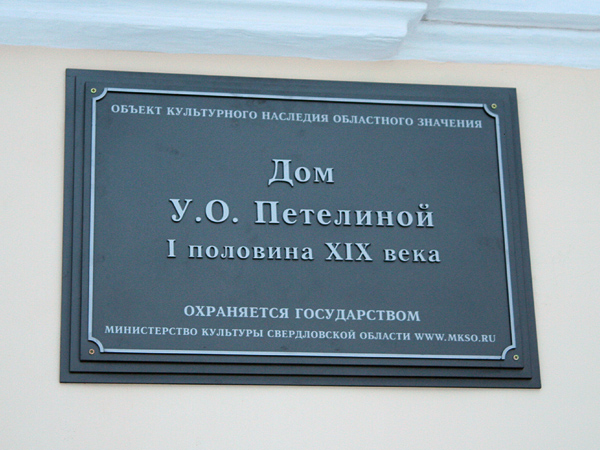 ОБЪЕКТ КУЛЬТУРНОГО НАСЛЕДИЯ ОБЛАСТНОГО ЗНАЧЕНИЯ
Дом
У.О. Петелиной
I половина XIX века
ОХРАНЯЕТСЯ ГОСУДАРСТВОМ
МИНИСТЕРСТВО КУЛЬТУРЫ СВЕРДЛОВСКОЙ ОБЛАСТИ WWW.MKSO.RU